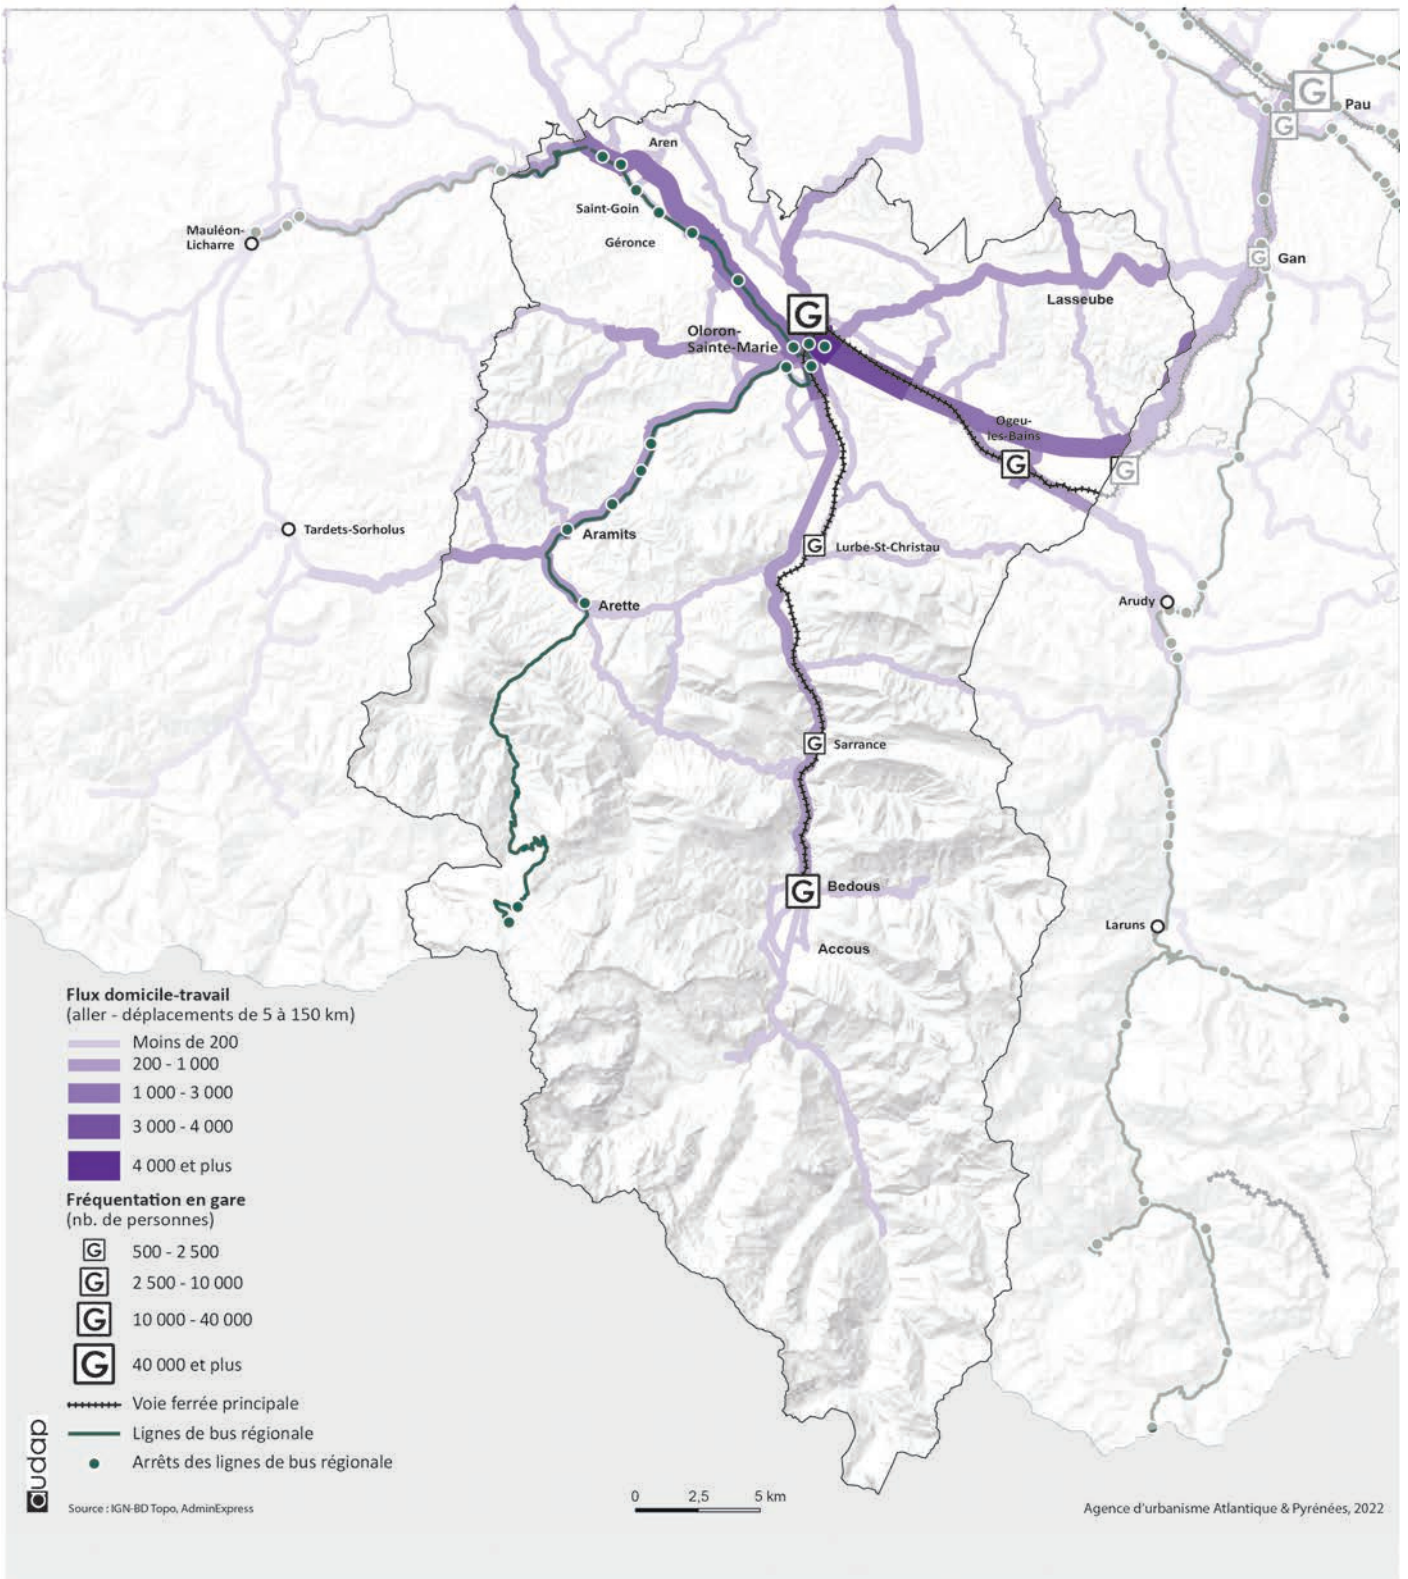 G
Pau
G
Aren
Saint-Goin
Mauléon-
Licharre
Géronce
G
Gan
Lasseube
G
Oloron-
Sainte-Marie
Ogeu-
les-Bains
G
G
Tardets-Sorholus
Aramits
G
Lurbe-St-Christau
Arette
Arudy
G
Sarrance
G
Bedous
Laruns
Accous
Flux domicile-travail
(aller - déplacements de 5 à 150 km)
Moins de 200
200 - 1 000
1 000 - 3 000
3 000 - 4 000
4 000 et plus
Fréquentation en gare
(nb. de personnes)
G 500 - 2 500
G 2 500 - 10 000
G 10 000 - 40 000
G 40 000 et plus
Voie ferrée principale
Lignes de bus régionale
Arrêts des lignes de bus régionale
audap
Source : IGN-BD Topo, AdminExpress
0 2,5 5 km
Agence d'urbanisme Atlantique & Pyrénées, 2022